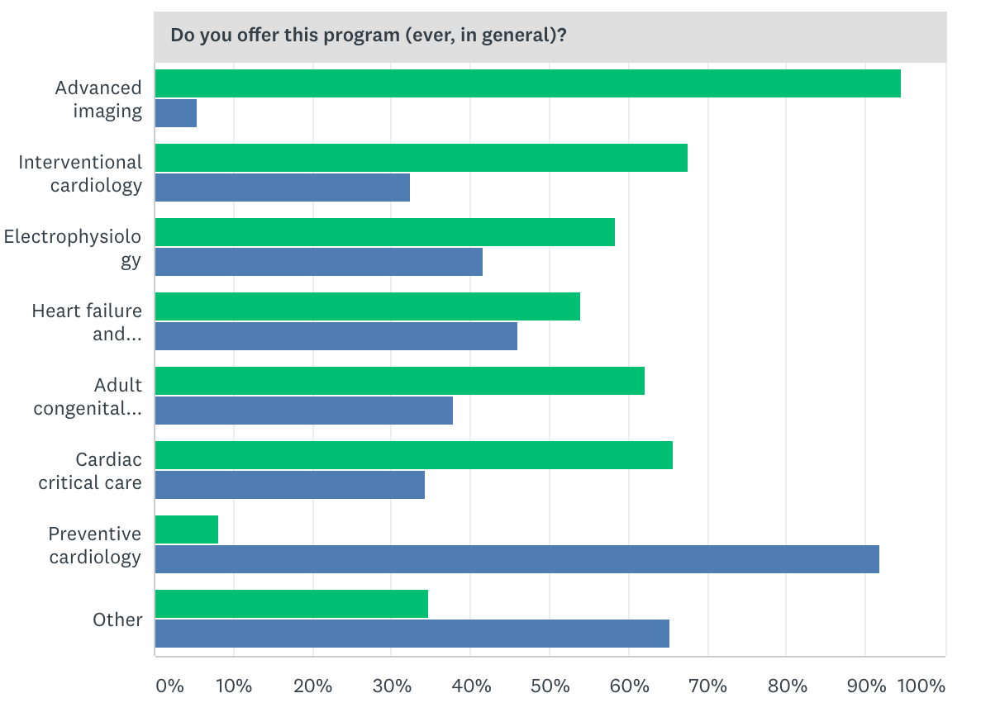 Do you offer this program (ever, in general)?
Advanced
imaging
Interventional
cardiology
Electrophysiolo
gy
Heart failure
and...
Adult
congenital...
Cardiac
critical care
Preventive
cardiology
Other
0% 10% 20% 30% 40% 50% 60% 70% 80% 90% 100%